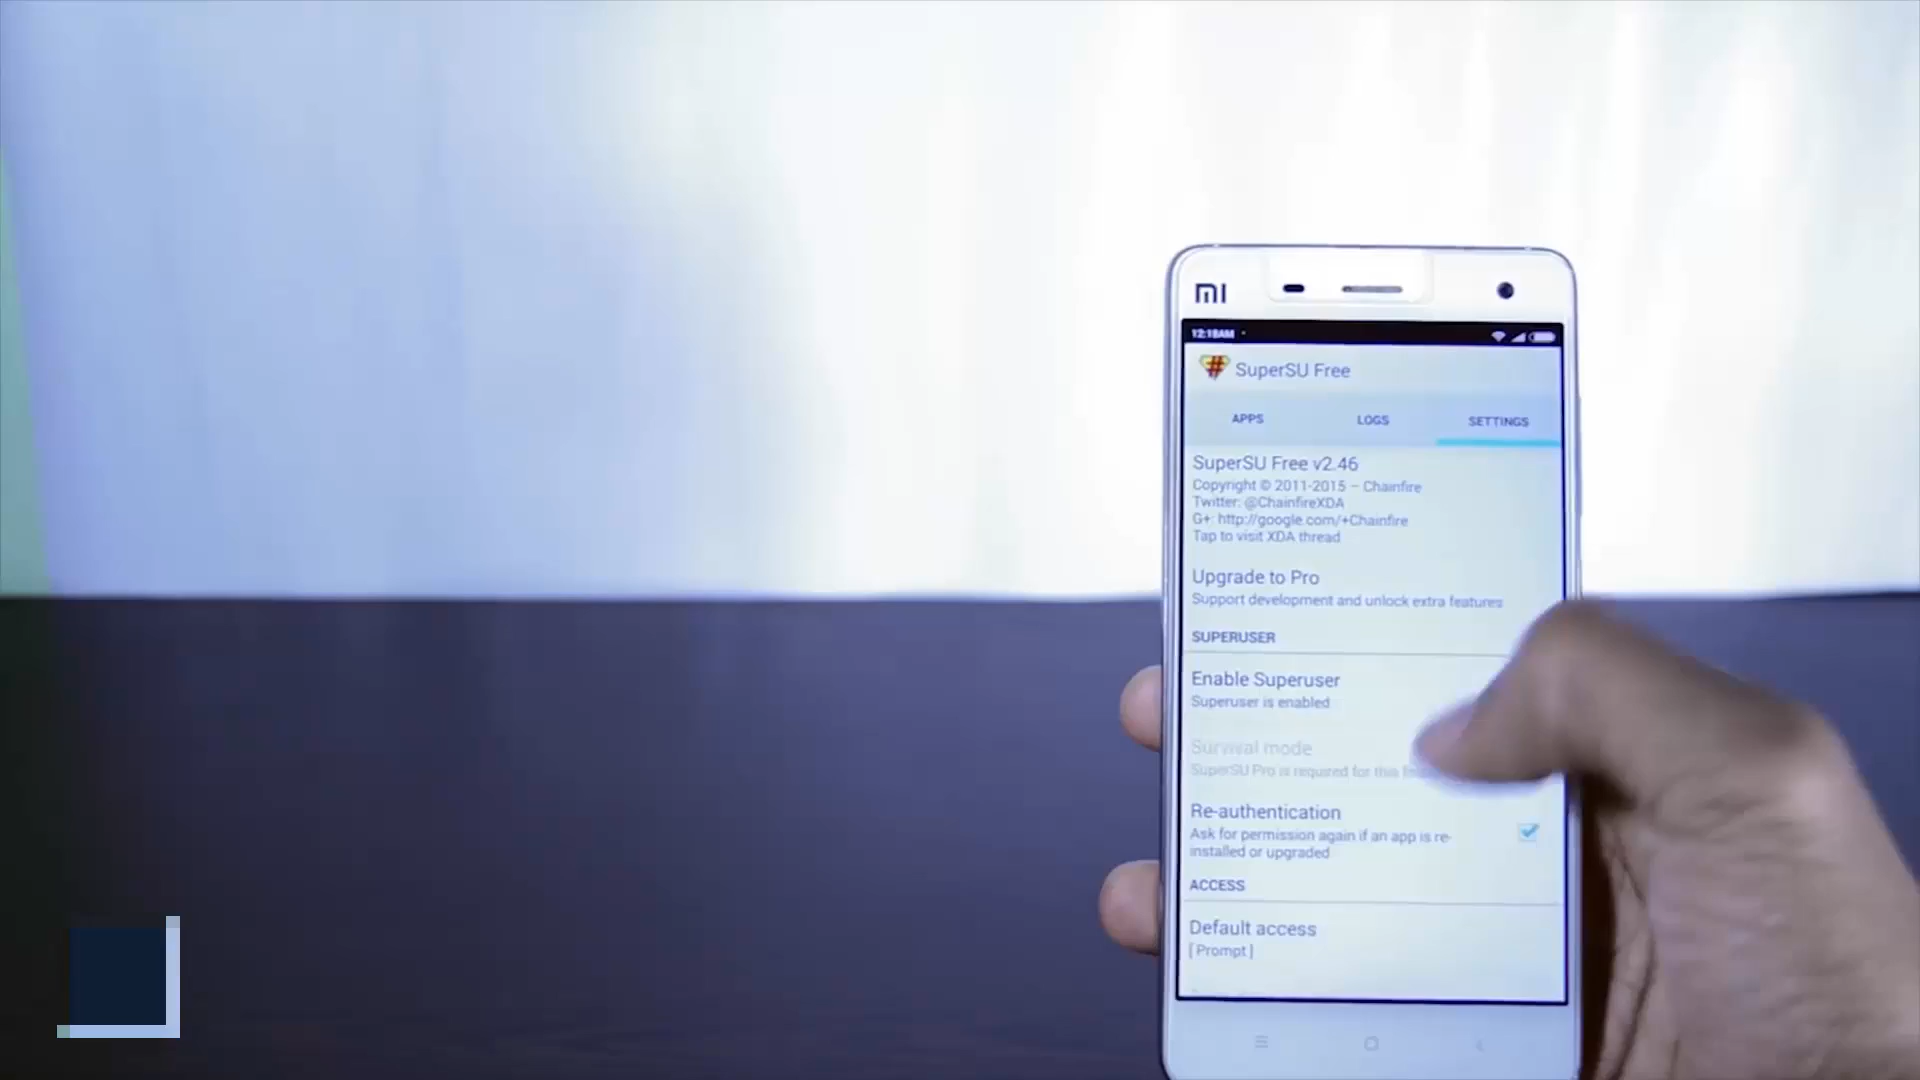 MI
12:18AM
SuperSU Free
APPS LOGS SETTINGS
SuperSU Free v2.46
Copyright © 2011-2015 – Chainfire
Twitter: @ChainfireXDA
G+: http://google.com/+Chainfire
Tap to visit XDA thread
Upgrade to Pro
Support development and unlock extra features
SUPERUSER
Enable Superuser
Superuser is enabled
Survival mode
SuperSU Pro is required for this
Re-authentication
Ask for permission again if an app is re-
installed or upgraded
ACCESS
Default access
[ Prompt ]